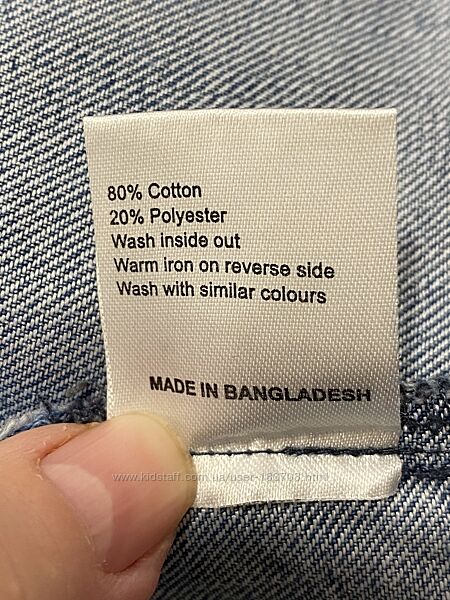 80% Cotton
20% Polyester
Wash inside out
Warm iron on reverse side
Wash with similar colours
MADE IN BANGLADESH